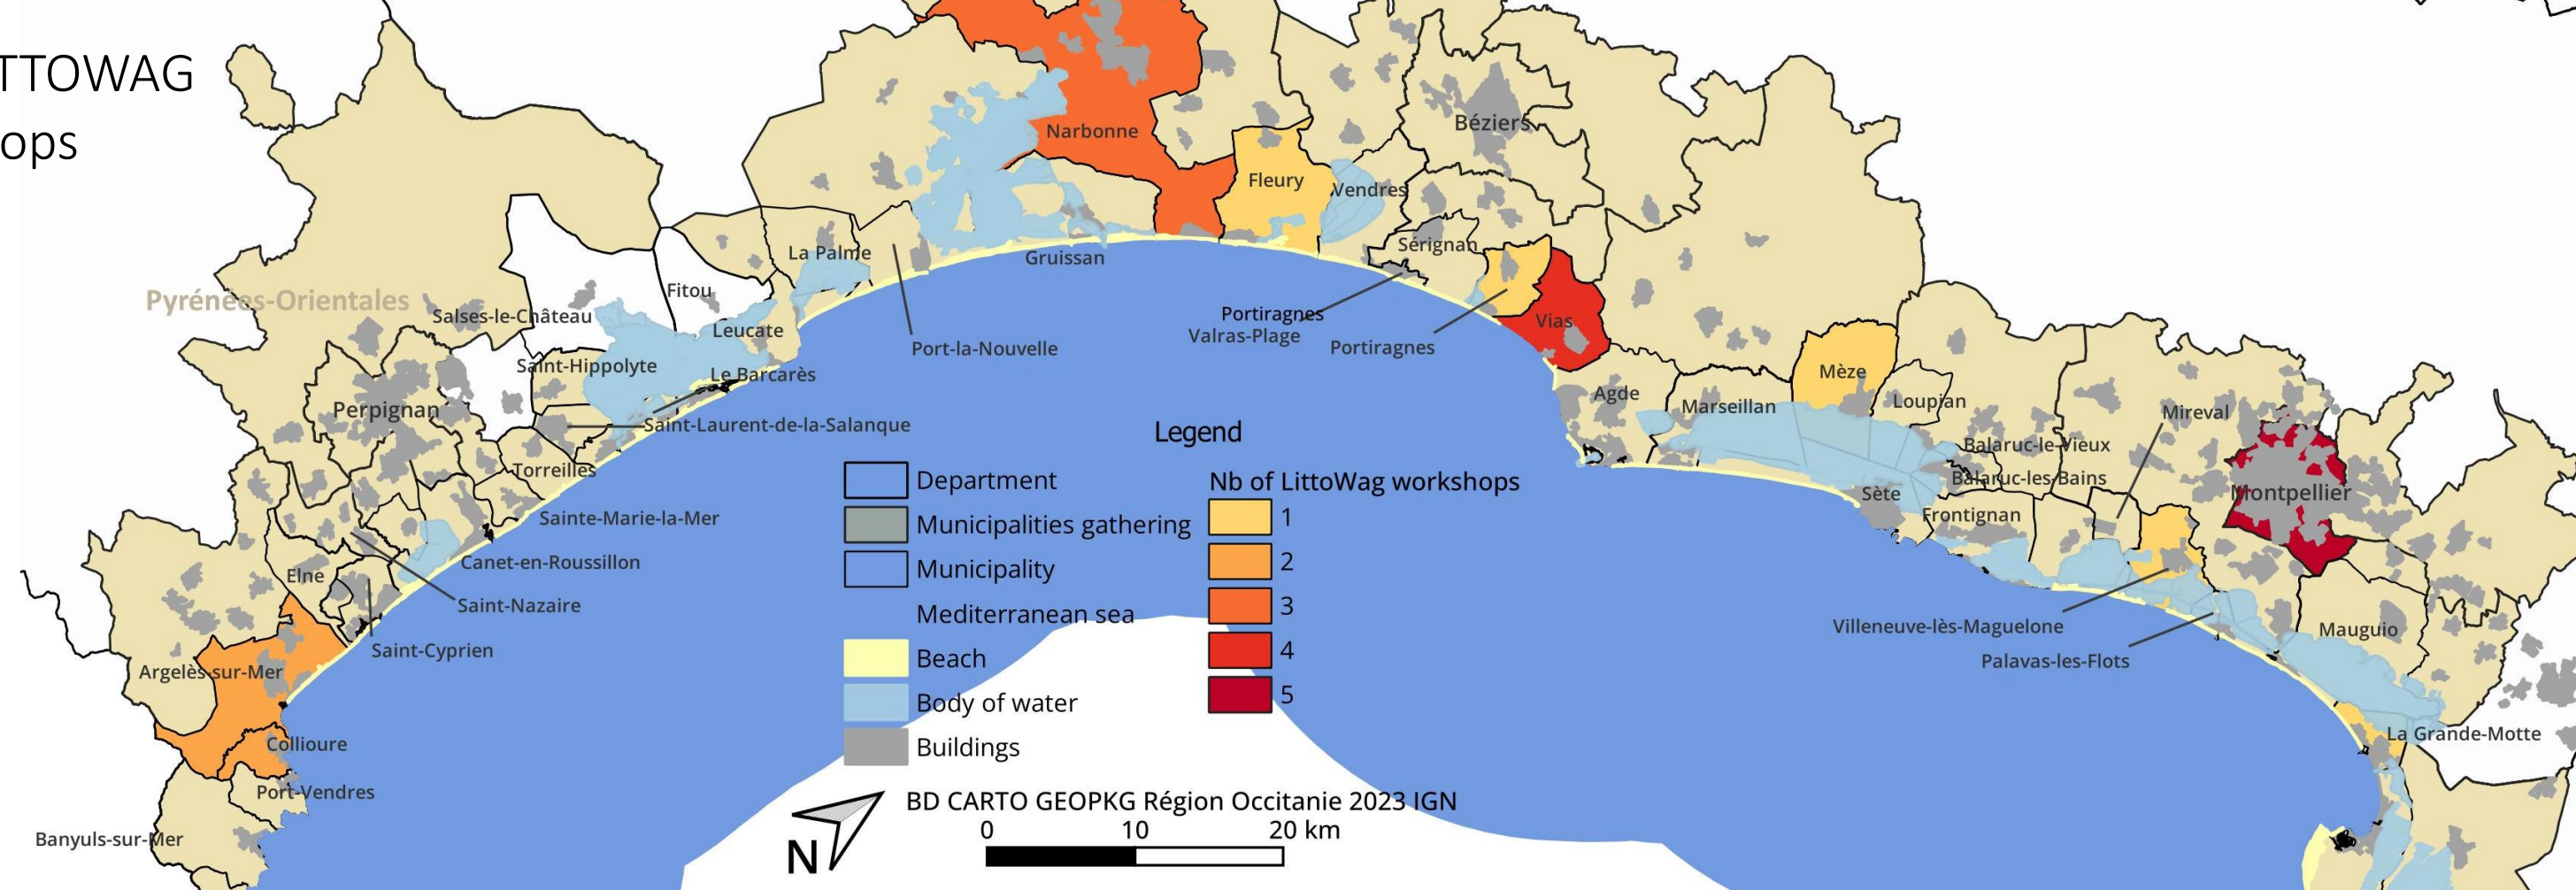 TTOWAG
ops
Narbonne
Béziers
Fleury
Vendres
Sérignan
La Palme
Gruissan
Fitou
Pyrénées-Orientales
Salses-le-Château
Leucate
Portiragnes
Valras-Plage
Portiragnes
Vias
Port-la-Nouvelle
Saint-Hippolyte
Le Barcarès
Mèze
Agde
Marseillan
Loupian
Mireval
Perpignan
Saint-Laurent-de-la-Salanque
Balaruc-le-Vieux
Torreilles
Balaruc-les-Bains
Sète
Montpellier
Frontignan
Sainte-Marie-la-Mer
Canet-en-Roussillon
Elne
Saint-Nazaire
Saint-Cyprien
Villeneuve-lès-Maguelone
Mauguio
Palavas-les-Flots
Argelès-sur-Mer
Collioure
La Grande-Motte
Port-Vendres
Banyuls-sur-Mer
Legend
Department
Municipalities gathering
Municipality
Mediterranean sea
Beach
Body of water
Buildings
Nb of LittoWag workshops
1
2
3
4
5
BD CARTO GEOPKG Région Occitanie 2023 IGN
0 10 20 km
N